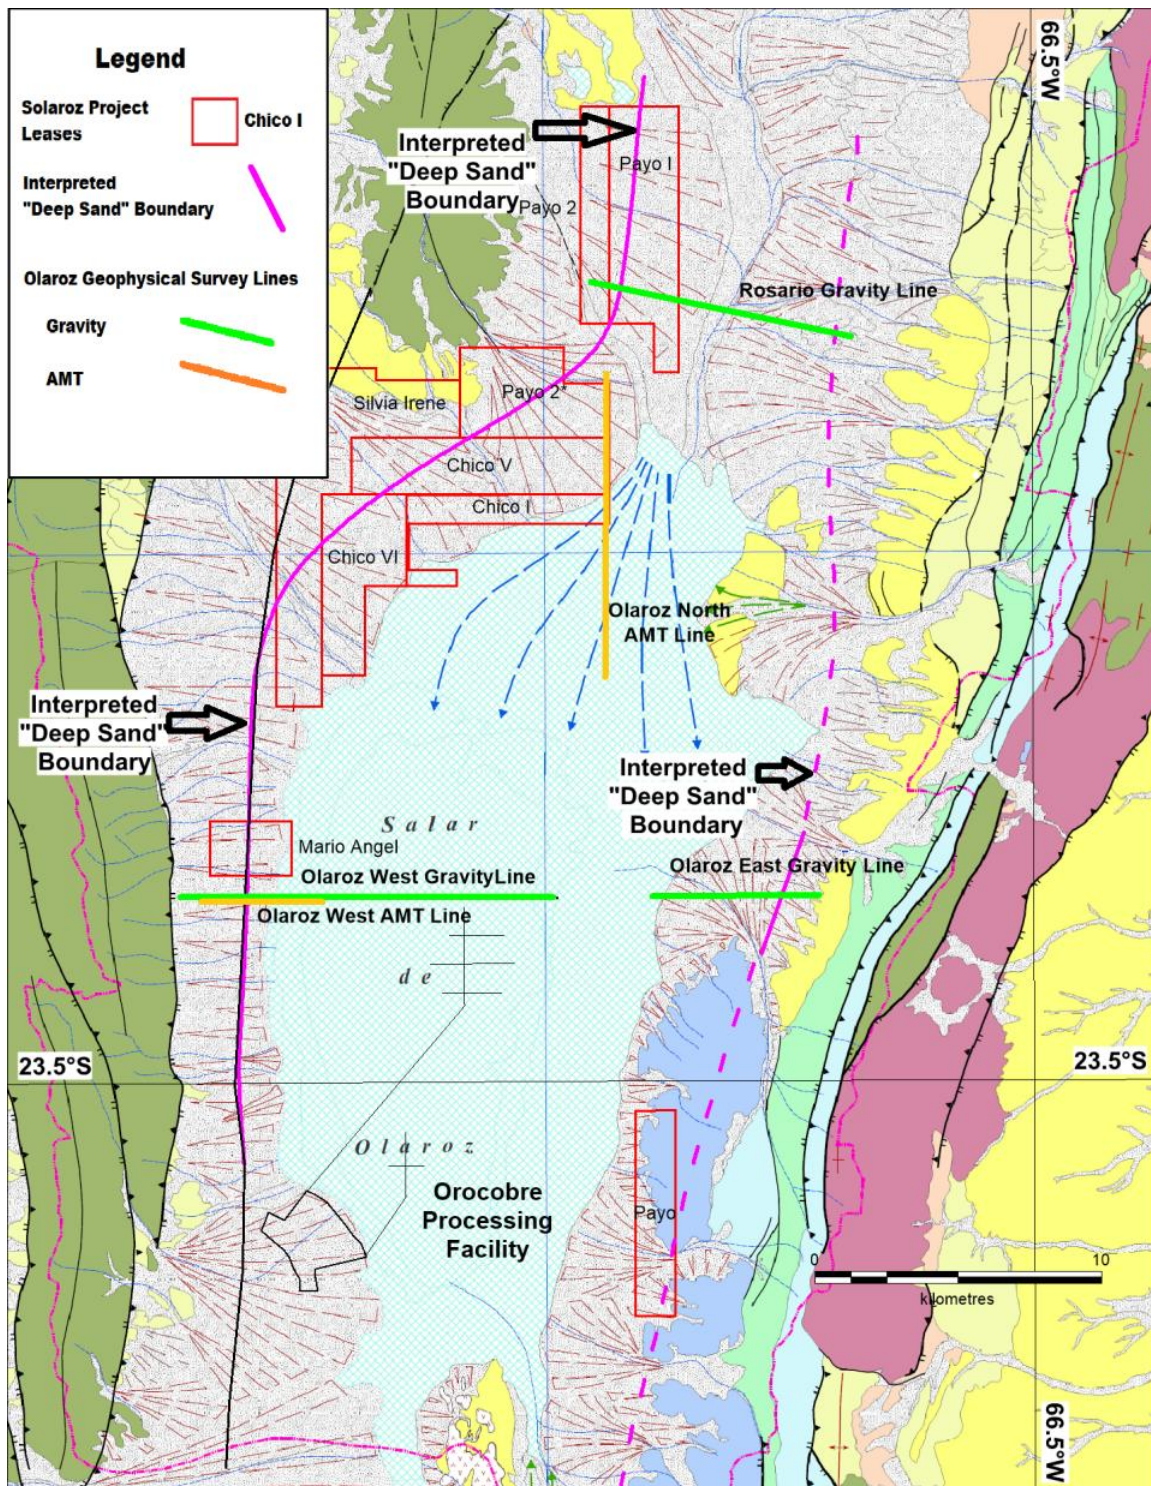 Legend
Solaroz Project
Leases
Chico I
Interpreted
"Deep Sand" Boundary
Olaroz Geophysical Survey Lines
Gravity
AMT
66.5°W
Interpreted
"Deep Sand"
Boundary
Payo I
Payo 2
Rosario Gravity Line
Silvia Irene
Payo 2*
Chico V
Chico I
Chico VI
Olaroz North
AMT Line
Interpreted
"Deep Sand"
Boundary
Interpreted
"Deep Sand"
Boundary
Salar
Mario Angel
Olaroz West GravityLine
Olaroz East Gravity Line
Olaroz West AMT Line
de
23.5°S
23.5°S
Olaroz
Orocobre
Processing
Facility
Payo
0
10
kilometres
66.5°W